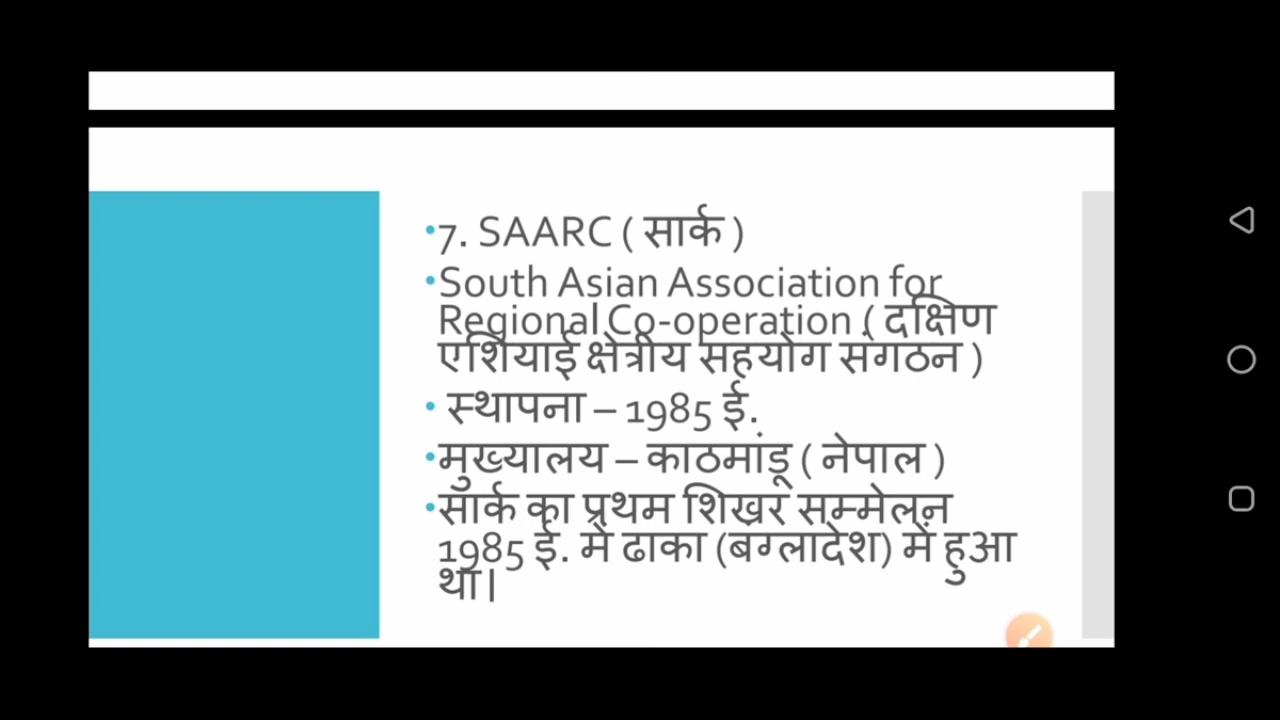 •7. SAARC ( सार्क )
•South Asian Association for
Regional Co-operation ( दक्षिण
एशियाई क्षेत्रीय सहयोग संगठन )
• स्थापना – 1985 ई.
•मुख्यालय – काठमांडू ( नेपाल )
•सार्क का प्रथम शिखर सम्मेलन
1985 ई. में ढाका (बंग्लादेश) में हुआ
था|